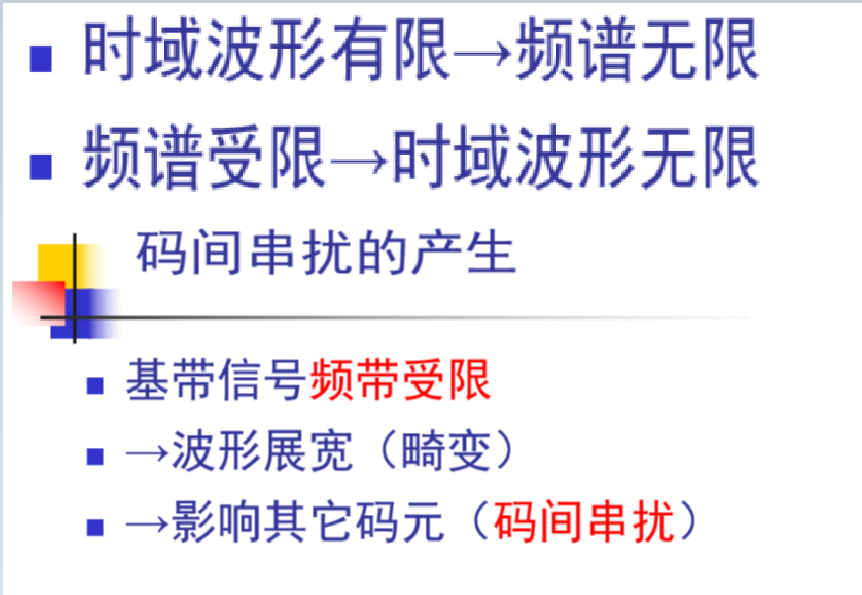 时域波形有限→频谱无限
频谱受限→时域波形无限
码间串扰的产生
基带信号频带受限
→波形展宽（畸变）
→影响其它码元（码间串扰）